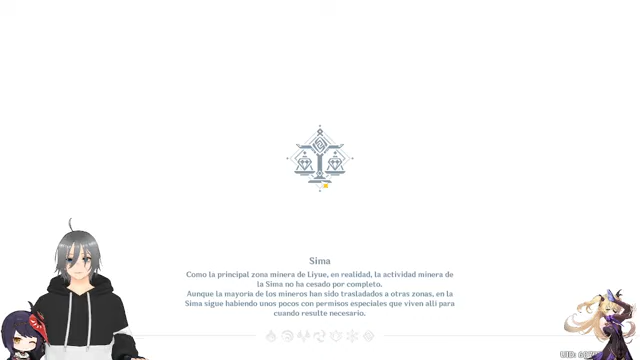 Sima
Como la principal zona minera de Liyue, en realidad, la actividad minera de
la Sima no ha cesado por completo.
Aunque la mayoría de los mineros han sido trasladados a otras zonas, en la
Sima sigue habiendo unos pocos con permisos especiales que viven allí para
cuando resulte necesario.
UID: